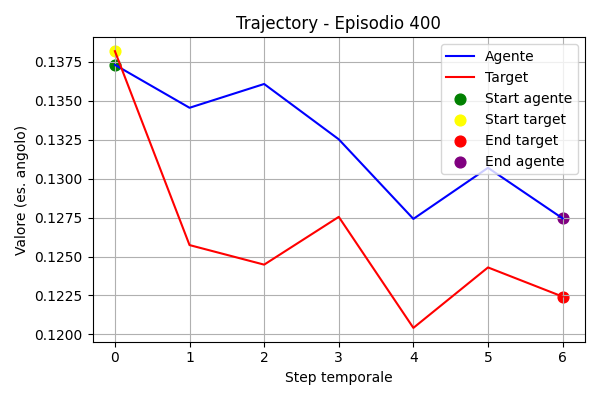 Trajectory - Episodio 400
Valore (es. angolo)
0.1375
0.1350
0.1325
0.1300
0.1275
0.1250
0.1225
0.1200
Agente
Target
Start agente
Start target
End target
End agente
0 1 2 3 4 5 6
Step temporale